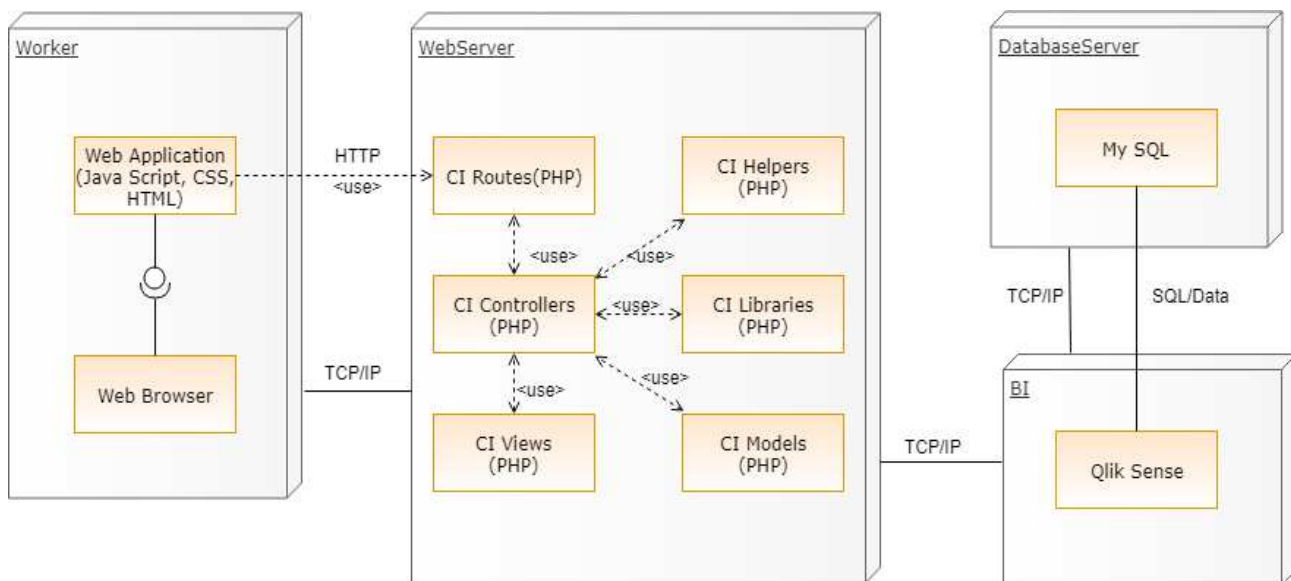 Worker
Web Application
(Java Script, CSS,
HTML)
Web Browser
HTTP
<use>
TCP/IP
WebServer
CI Routes(PHP)
CI Helpers
(PHP)
<use>
<use>
CI Controllers
(PHP)
<use>
CI Libraries
(PHP)
<use>
<use>
CI Views
(PHP)
CI Models
(PHP)
TCP/IP
DatabaseServer
My SQL
TCP/IP
SQL/Data
BI
Qlik Sense